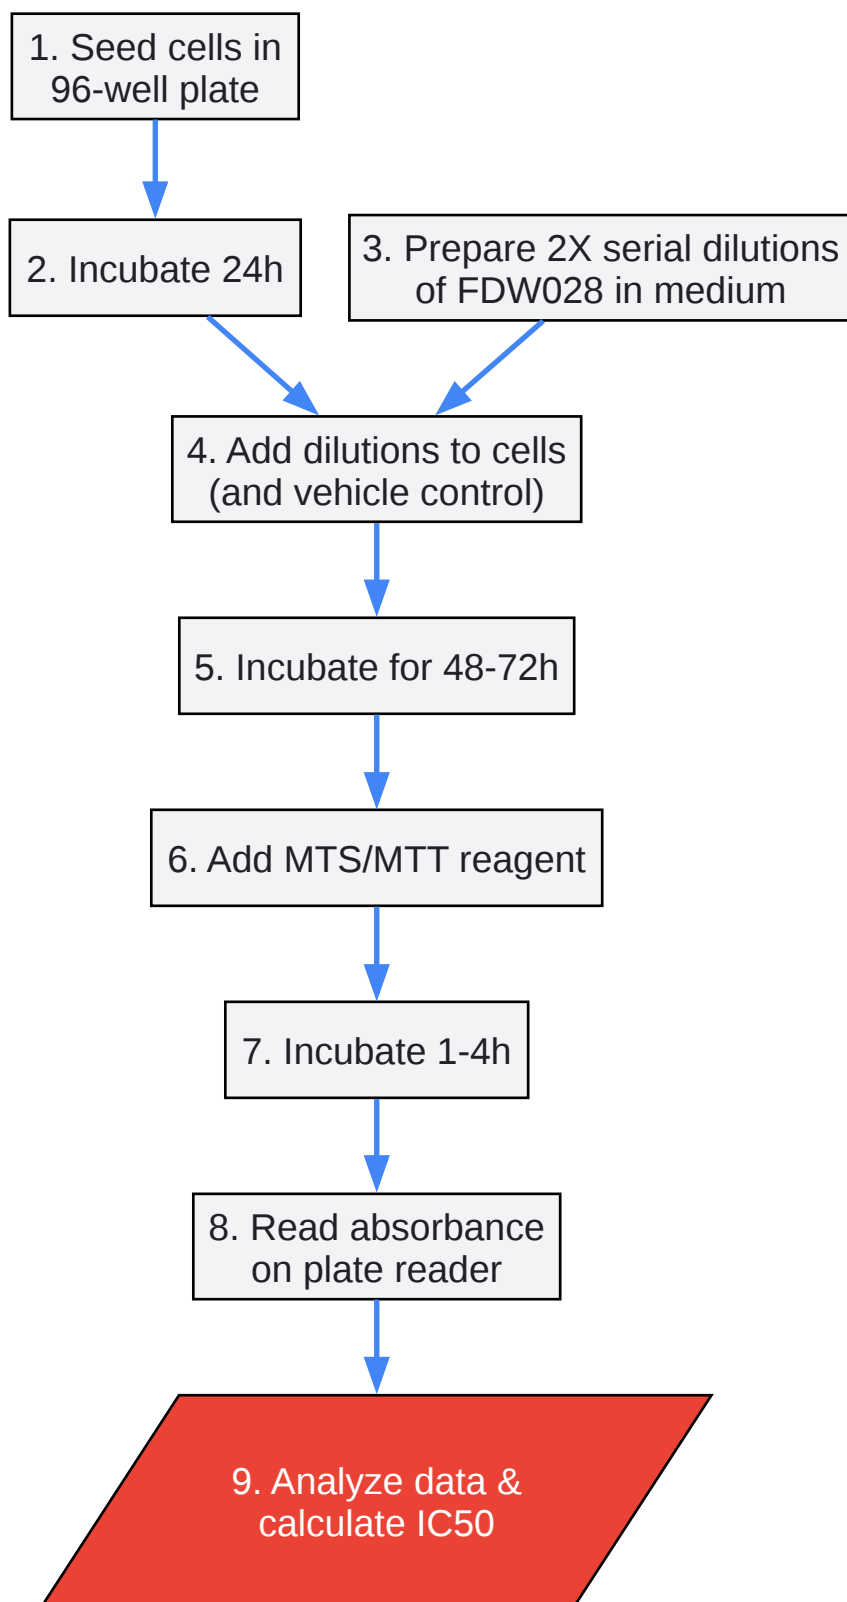 1. Seed cells in
96-well plate
2. Incubate 24h
3. Prepare 2X serial dilutions
of FDW028 in medium
4. Add dilutions to cells
(and vehicle control)
5. Incubate for 48-72h
6. Add MTS/MTT reagent
7. Incubate 1-4h
8. Read absorbance
on plate reader
9. Analyze data &
calculate IC50